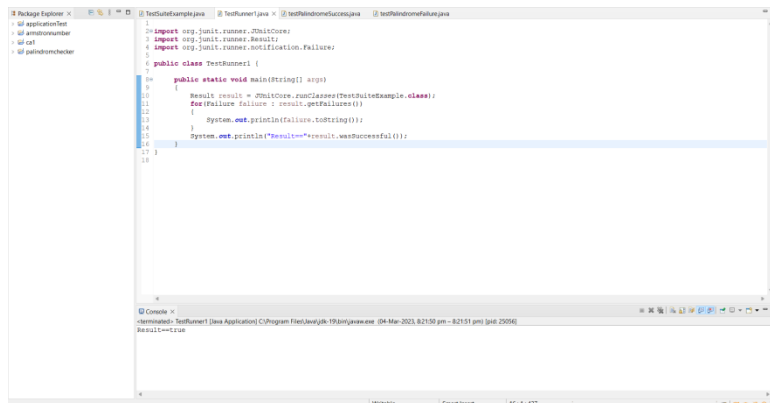 Package Explorer
applicationTest
armstrongnumber
cal
palindromchecker
TestSuiteExample.java TestRunner1.java testPalindromeSuccess.java testPalindromeFailure.java
1
2 import org.junit.runner.JUnitCore;
3 import org.junit.runner.Result;
4 import org.junit.runner.notification.Failure;
5
6 public class TestRunner1 {
7
8 public static void main(String[] args)
9 {
10 Result result = JUnitCore.runClasses(TestSuiteExample.class);
11 for(Failure faliure : result.getFailures())
12 {
13 System.out.println(faliure.toString());
14 }
15 System.out.println("Result=="+result.wasSuccessful());
16 }
17 }
18
Console
<terminated> TestRunner1 [Java Application] C:\Program Files\Java\jdk-19\bin\javaw.exe (04-Mar-2023, 8:21:50 pm – 8:21:51 pm) [pid: 25056]
Result==true